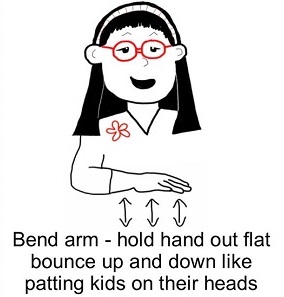 Bend arm - hold hand out flat
bounce up and down like
patting kids on their heads